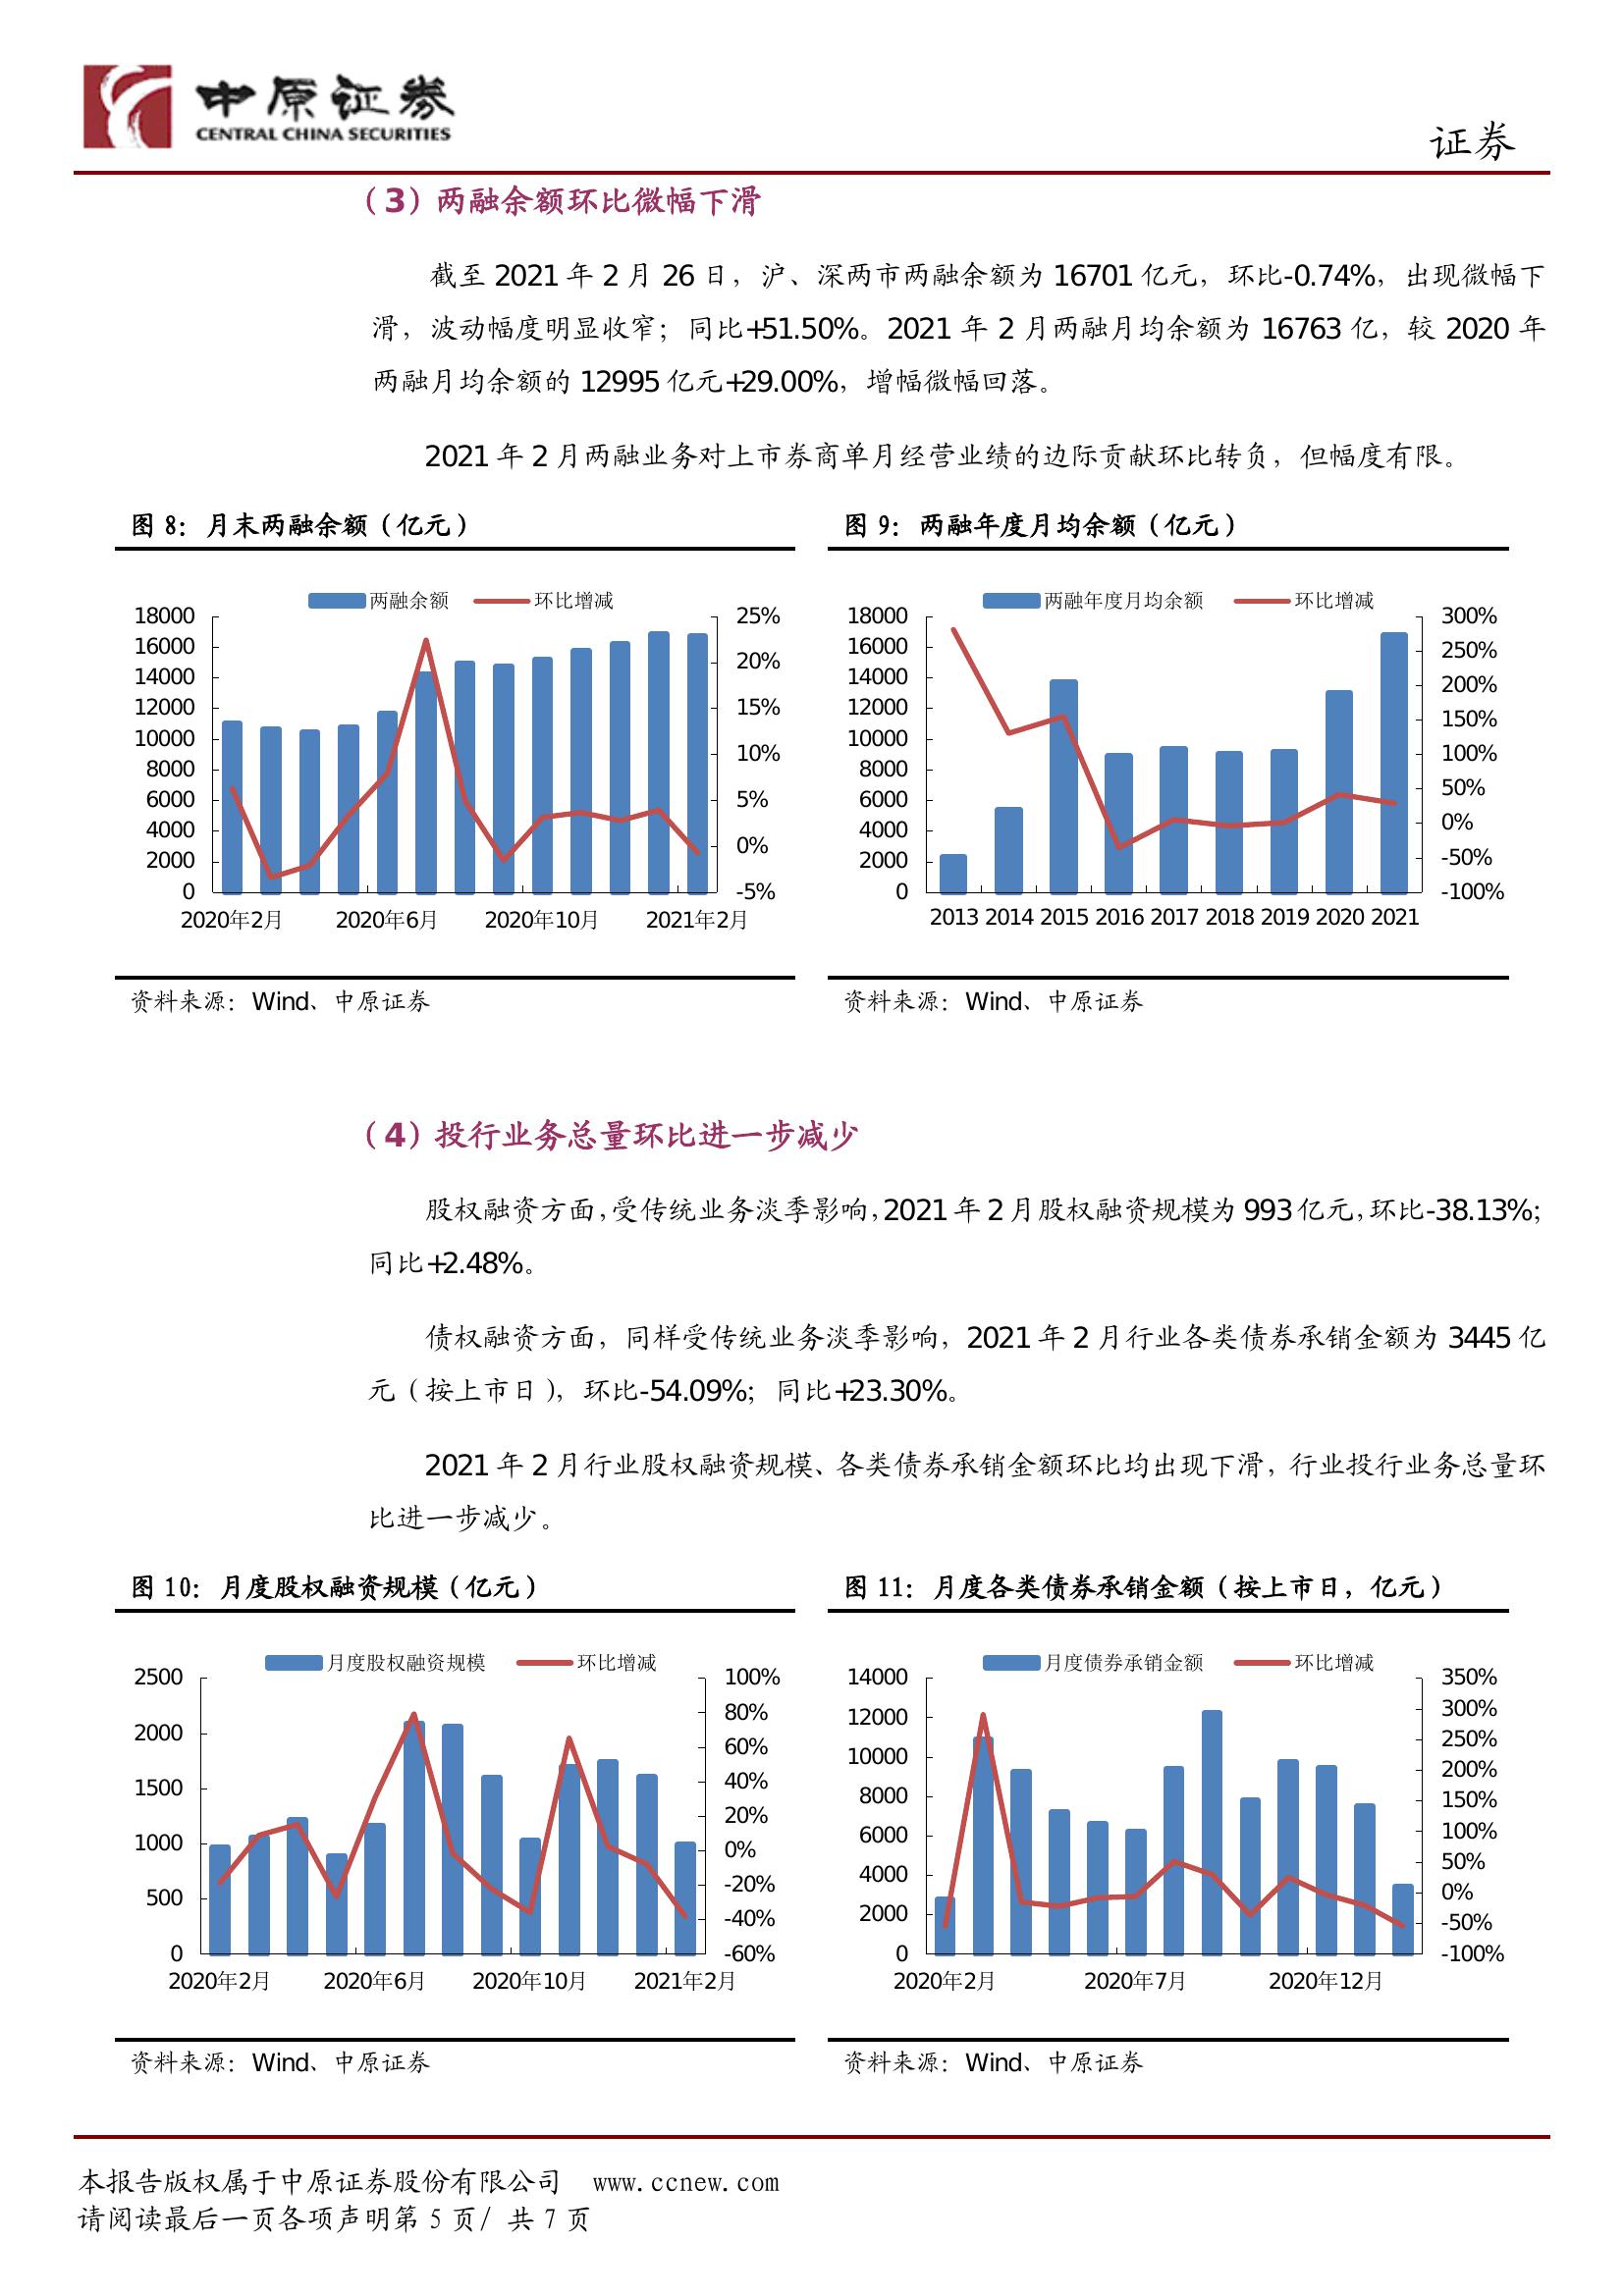 中原证券
CENTRAL CHINA SECURITIES
证券
（3）两融余额环比微幅下滑
截至 2021 年 2 月 26 日，沪、深两市两融余额为 16701 亿元，环比-0.74%，出现微幅下
滑，波动幅度明显收窄；同比+51.50%。2021 年 2 月两融月均余额为 16763 亿，较 2020 年
两融月均余额的 12995 亿元+29.00%，增幅微幅回落。
2021 年 2 月两融业务对上市券商单月经营业绩的边际贡献环比转负，但幅度有限。
图 8：月末两融余额（亿元）
两融余额 环比增减
18000
16000
14000
12000
10000
8000
6000
4000
2000
0
25%
20%
15%
10%
5%
0%
-5%
2020年2月 2020年6月 2020年10月 2021年2月
资料来源：Wind、中原证券
图 9：两融年度月均余额（亿元）
两融年度月均余额 环比增减
18000
16000
14000
12000
10000
8000
6000
4000
2000
0
300%
250%
200%
150%
100%
50%
0%
-50%
-100%
2013 2014 2015 2016 2017 2018 2019 2020 2021
资料来源：Wind、中原证券
（4）投行业务总量环比进一步减少
股权融资方面，受传统业务淡季影响，2021 年 2 月股权融资规模为 993 亿元，环比-38.13%；
同比+2.48%。
债权融资方面，同样受传统业务淡季影响，2021 年 2 月行业各类债券承销金额为 3445 亿
元（按上市日），环比-54.09%；同比+23.30%。
2021 年 2 月行业股权融资规模、各类债券承销金额环比均出现下滑，行业投行业务总量环
比进一步减少。
图 10：月度股权融资规模（亿元）
月度股权融资规模 环比增减
2500
2000
1500
1000
500
0
100%
80%
60%
40%
20%
0%
-20%
-40%
-60%
2020年2月 2020年6月 2020年10月 2021年2月
资料来源：Wind、中原证券
图 11：月度各类债券承销金额（按上市日，亿元）
月度债券承销金额 环比增减
14000
12000
10000
8000
6000
4000
2000
0
350%
300%
250%
200%
150%
100%
50%
0%
-50%
-100%
2020年2月 2020年7月 2020年12月
资料来源：Wind、中原证券
本报告版权属于中原证券股份有限公司 www.ccnew.com
请阅读最后一页各项声明第 5 页/ 共 7 页